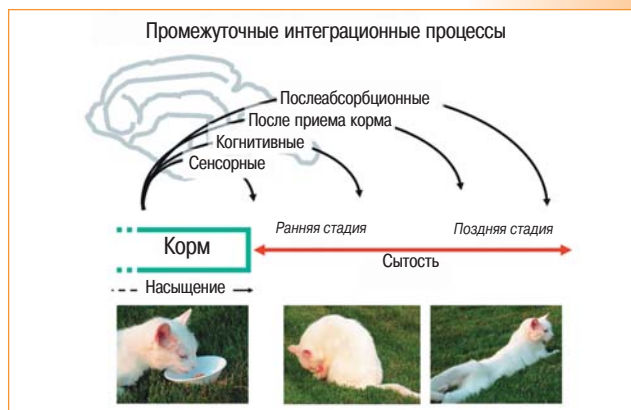 Промежуточные интеграционные процессы
Послеабсорбционные
После приема корма
Когнитивные
Сенсорные
Ранняя стадия
Поздняя стадия
Корм
Сытость
Насыщение